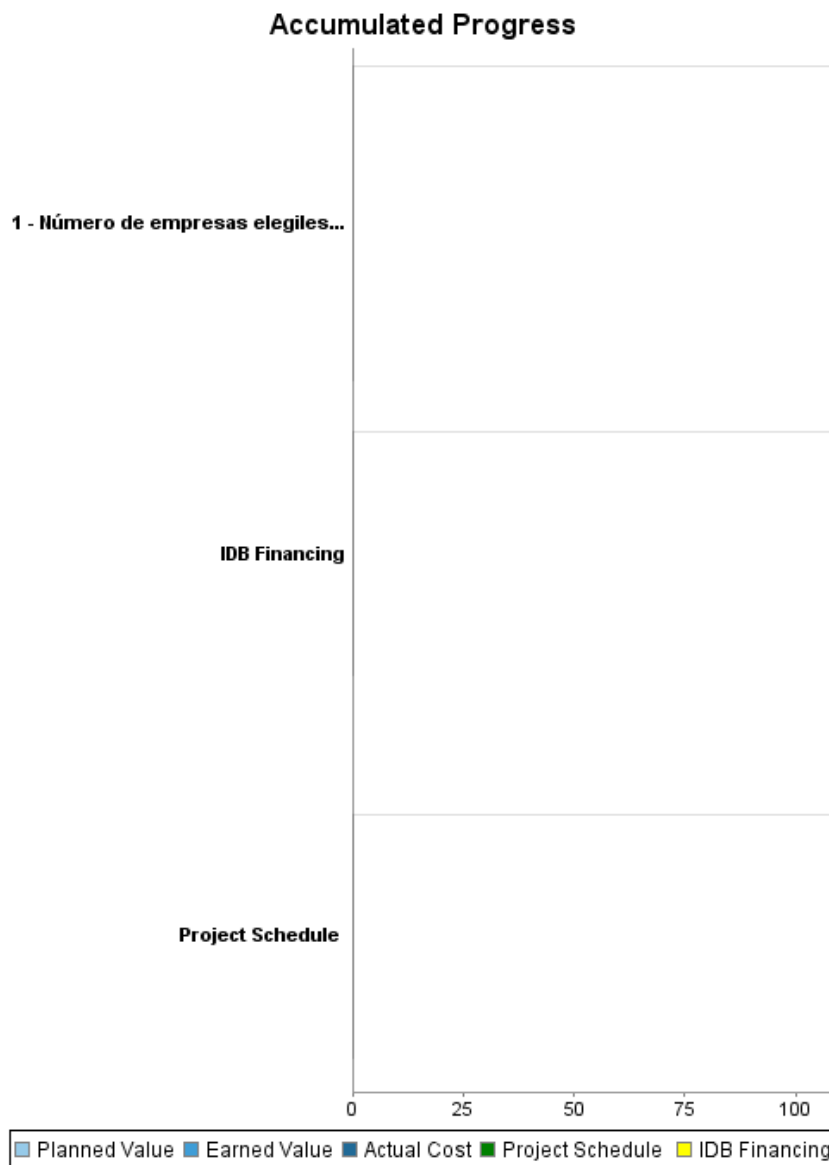 Accumulated Progress
1 - Número de empresas elegiles...
IDB Financing
Project Schedule
0 25 50 75 100
Planned Value Earned Value Actual Cost Project Schedule IDB Financing